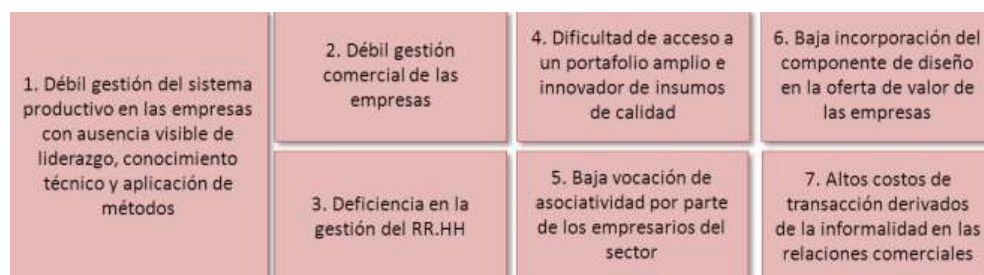 1. Débil gestión del sistema
productivo en las empresas
con ausencia visible de
liderazgo, conocimiento
técnico y aplicación de
métodos
2. Débil gestión
comercial de las
empresas
3. Deficiencia en la
gestión del RR.HH
4. Dificultad de acceso a
un portafolio amplio e
innovador de insumos
de calidad
5. Baja vocación de
asociatividad por parte
de los empresarios del
sector
6. Baja incorporación del
componente de diseño
en la oferta de valor de
las empresas
7. Altos costos de
transacción derivados
de la informalidad en las
relaciones comerciales